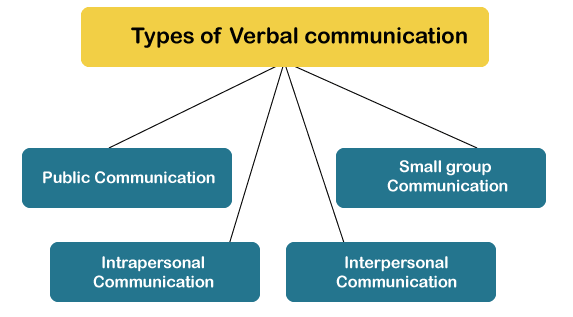 Types of Verbal communication
Public Communication
Small group
Communication
Intrapersonal
Communication
Interpersonal
Communication